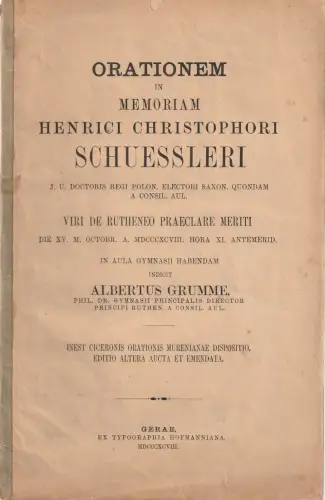 ORATIONEM
IN
MEMORIAM
HENRICI CHRISTOPHORI
SCHUESSLERI
J. U. DOCTORIS REGI POLON. ELECTORI SAXON. QUONDAM
A CONSIL. AUL.
VIRI DE RUTHENEO PRAECLARE MERITI
DIE XV. M. OCTOBR. A. MDCCCXCVIII. HORA XI. ANTEMERID.
IN AULA GYMNASII HABENDAM
INDICIT
ALBERTUS GRUMME,
PHIL. DR. GYMNASII PRINCIPALIS DIRECTOR
PRINCIPI RUTHEN. A CONSIL. AUL.
INEST CICERONIS ORATIONIS MURENIANAE DISPOSITIO,
EDITIO ALTERA AUCTA ET EMENDATA.
GERAE,
EX TYPOGRAPHIA HOFMANNIANA.
MDCCCXCVIII.